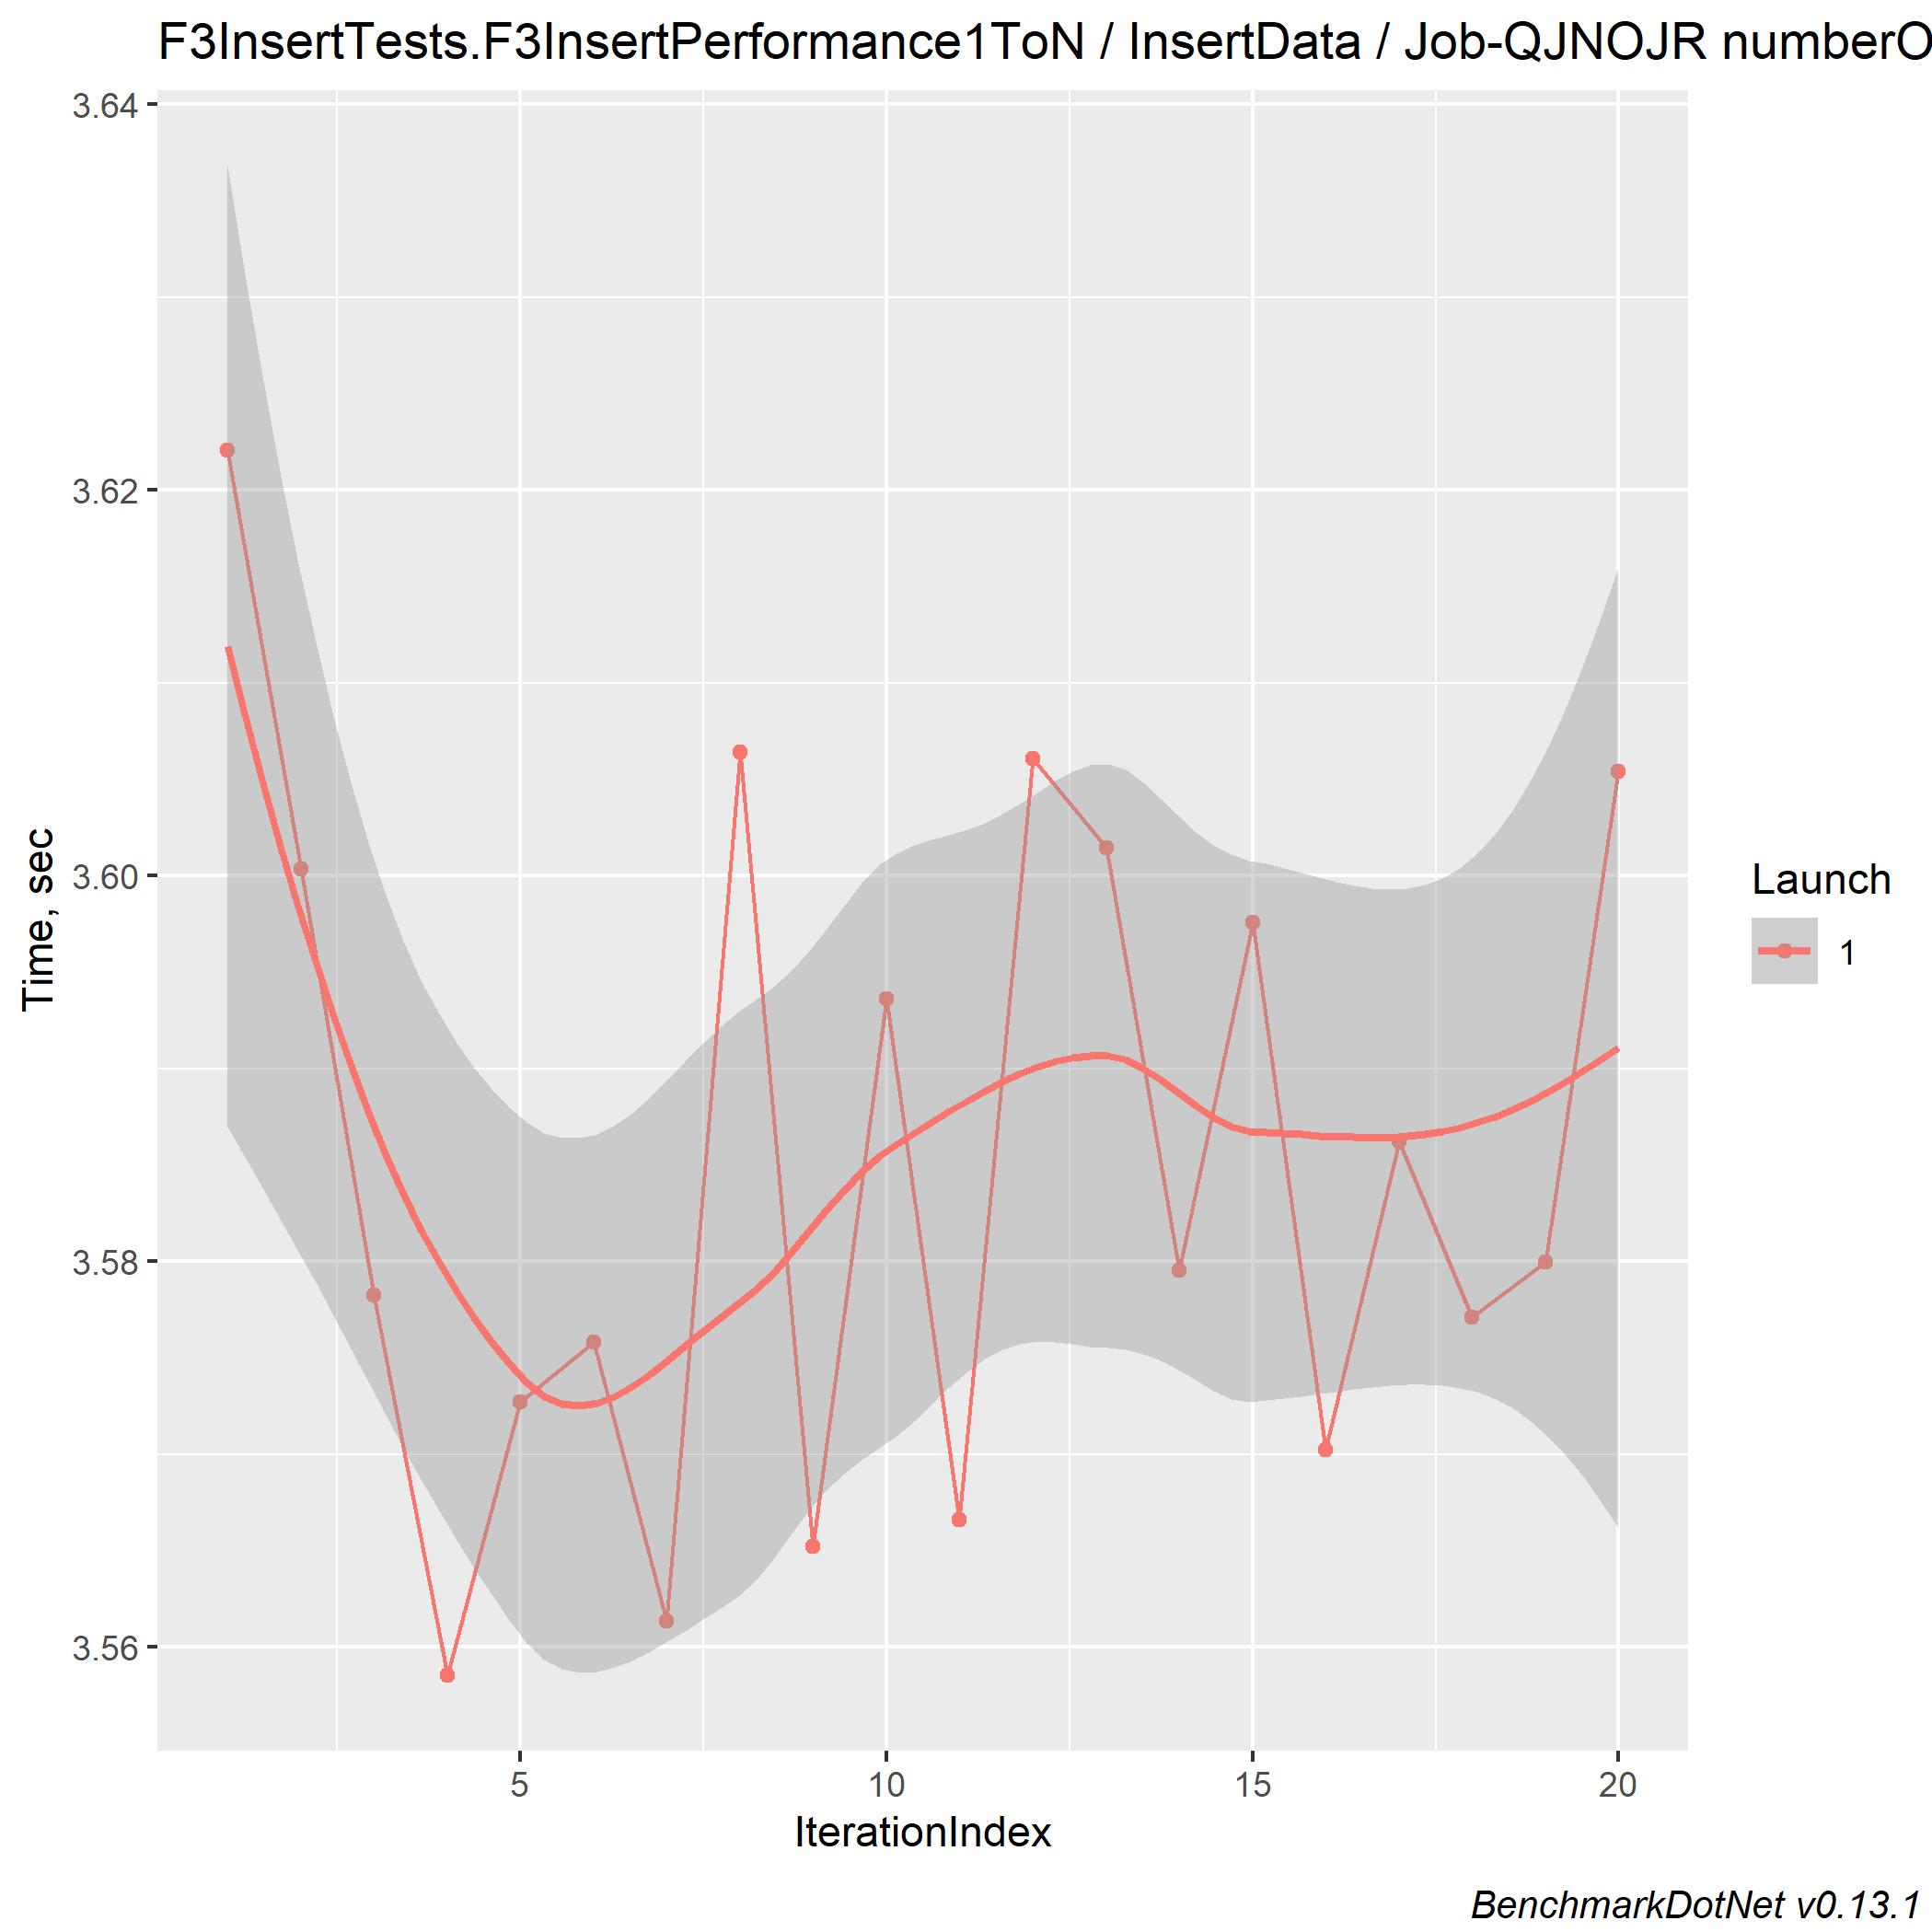 F3InsertTests.F3InsertPerformance1ToN / InsertData / Job-QJNOJR numberO
3.64
3.62
3.60
3.58
3.56
Time, sec
5
10
15
20
IterationIndex
Launch
1
BenchmarkDotNet v0.13.1